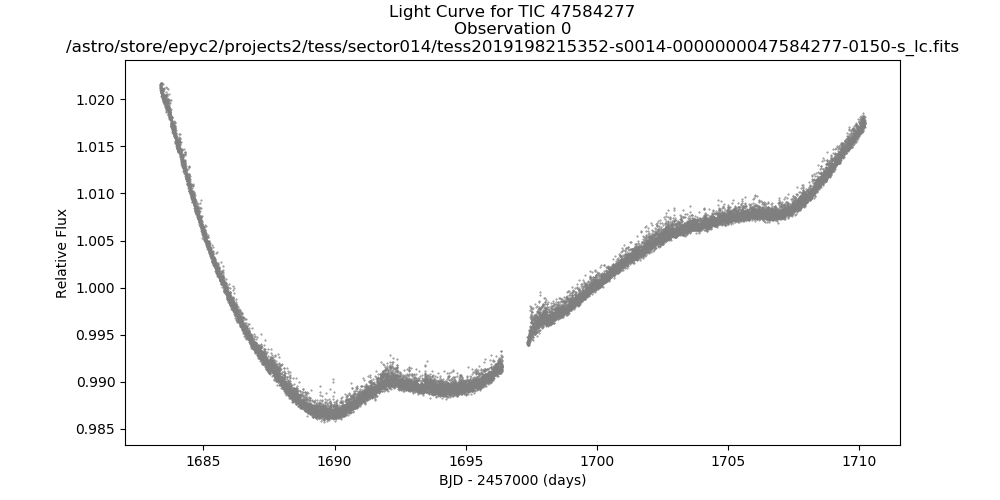 Light Curve for TIC 47584277
Observation 0
/astro/store/epyc2/projects2/tess/sector014/tess2019198215352-s0014-0000000047584277-0150-s_lc.fits
1.020
1.015
1.010
1.005
1.000
0.995
0.990
0.985
Relative Flux
1685
1690
1695
1700
1705
1710
BJD - 2457000 (days)